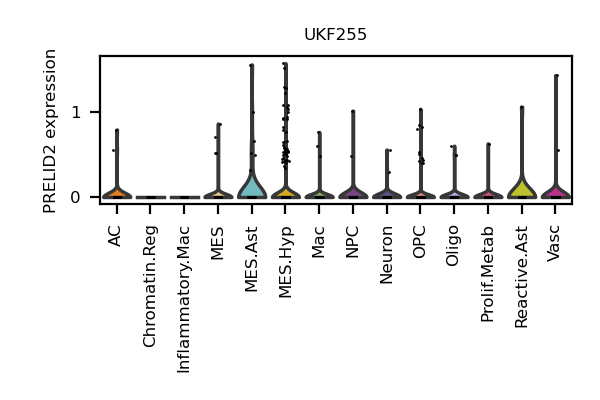 UKF255
PRELID2 expression
1
0
AC
Chromatin.Reg
Inflammatory.Mac
MES
MES.Ast
MES.Hyp
Mac
NPC
Neuron
OPC
Oligo
Prolif.Metab
Reactive.Ast
Vasc